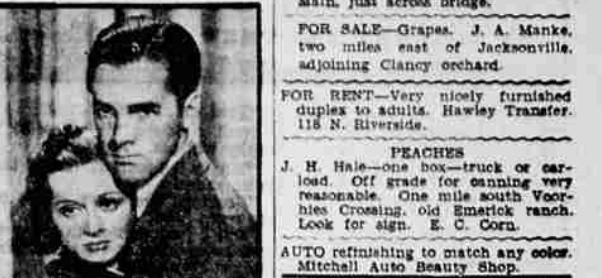 Main, just across bridge.
FOR SALE—Grapes. J. A. Manke,
two miles east of Jacksonville,
adjoining Clancy orchard.
FOR RENT—Very nicely furnished
duplex to adults. Hawley Transfer.
118 N. Riverside.
PEACHES
J. H. Hale—one box—truck or car-
load. Off grade for canning very
reasonable. One mile south Voor-
hies Crossing, old Emerick ranch.
Look for sign. E. C. Corn.
AUTO refinishing to match any color.
Mitchell Auto Beauty Shop.